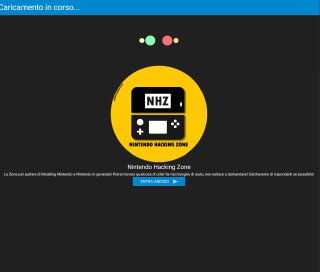 Caricamento in corso...
NHZ
NINTENDO HACKING ZONE
Nintendo Hacking Zone
La Zona per parlare di Modding Nintendo e Nintendo in generale! Potrai trovare qualcosa di utile! Se hai bisogno di aiuto, non esitare a domandare! Cercheremo di risponderti se possibile!
ENTRA ADESSO